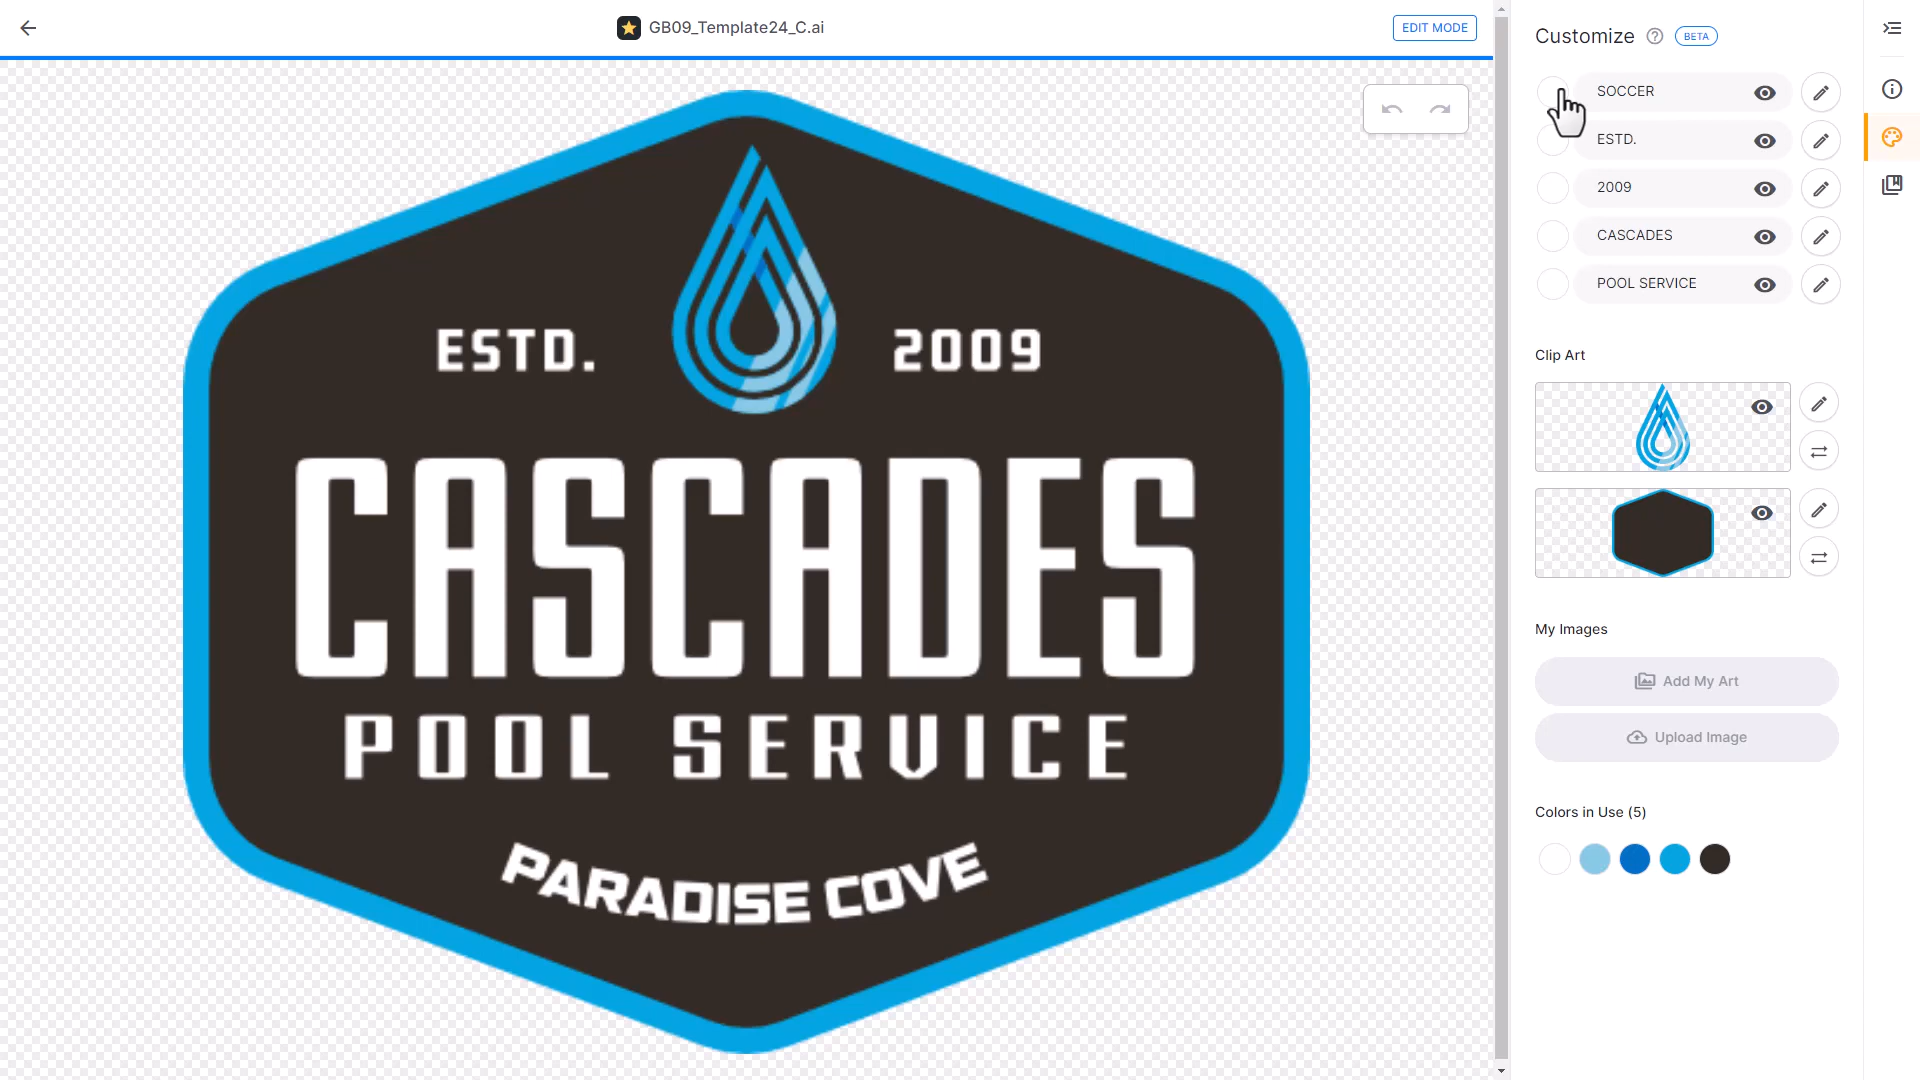 GB09_Template24_C.ai
EDIT MODE
ESTD.
2009
CASCADES
POOL SERVICE
PARADISE COVE
Customize
BETA
SOCCER
ESTD.
2009
CASCADES
POOL SERVICE
Clip Art
My Images
Add My Art
Upload Image
Colors in Use (5)